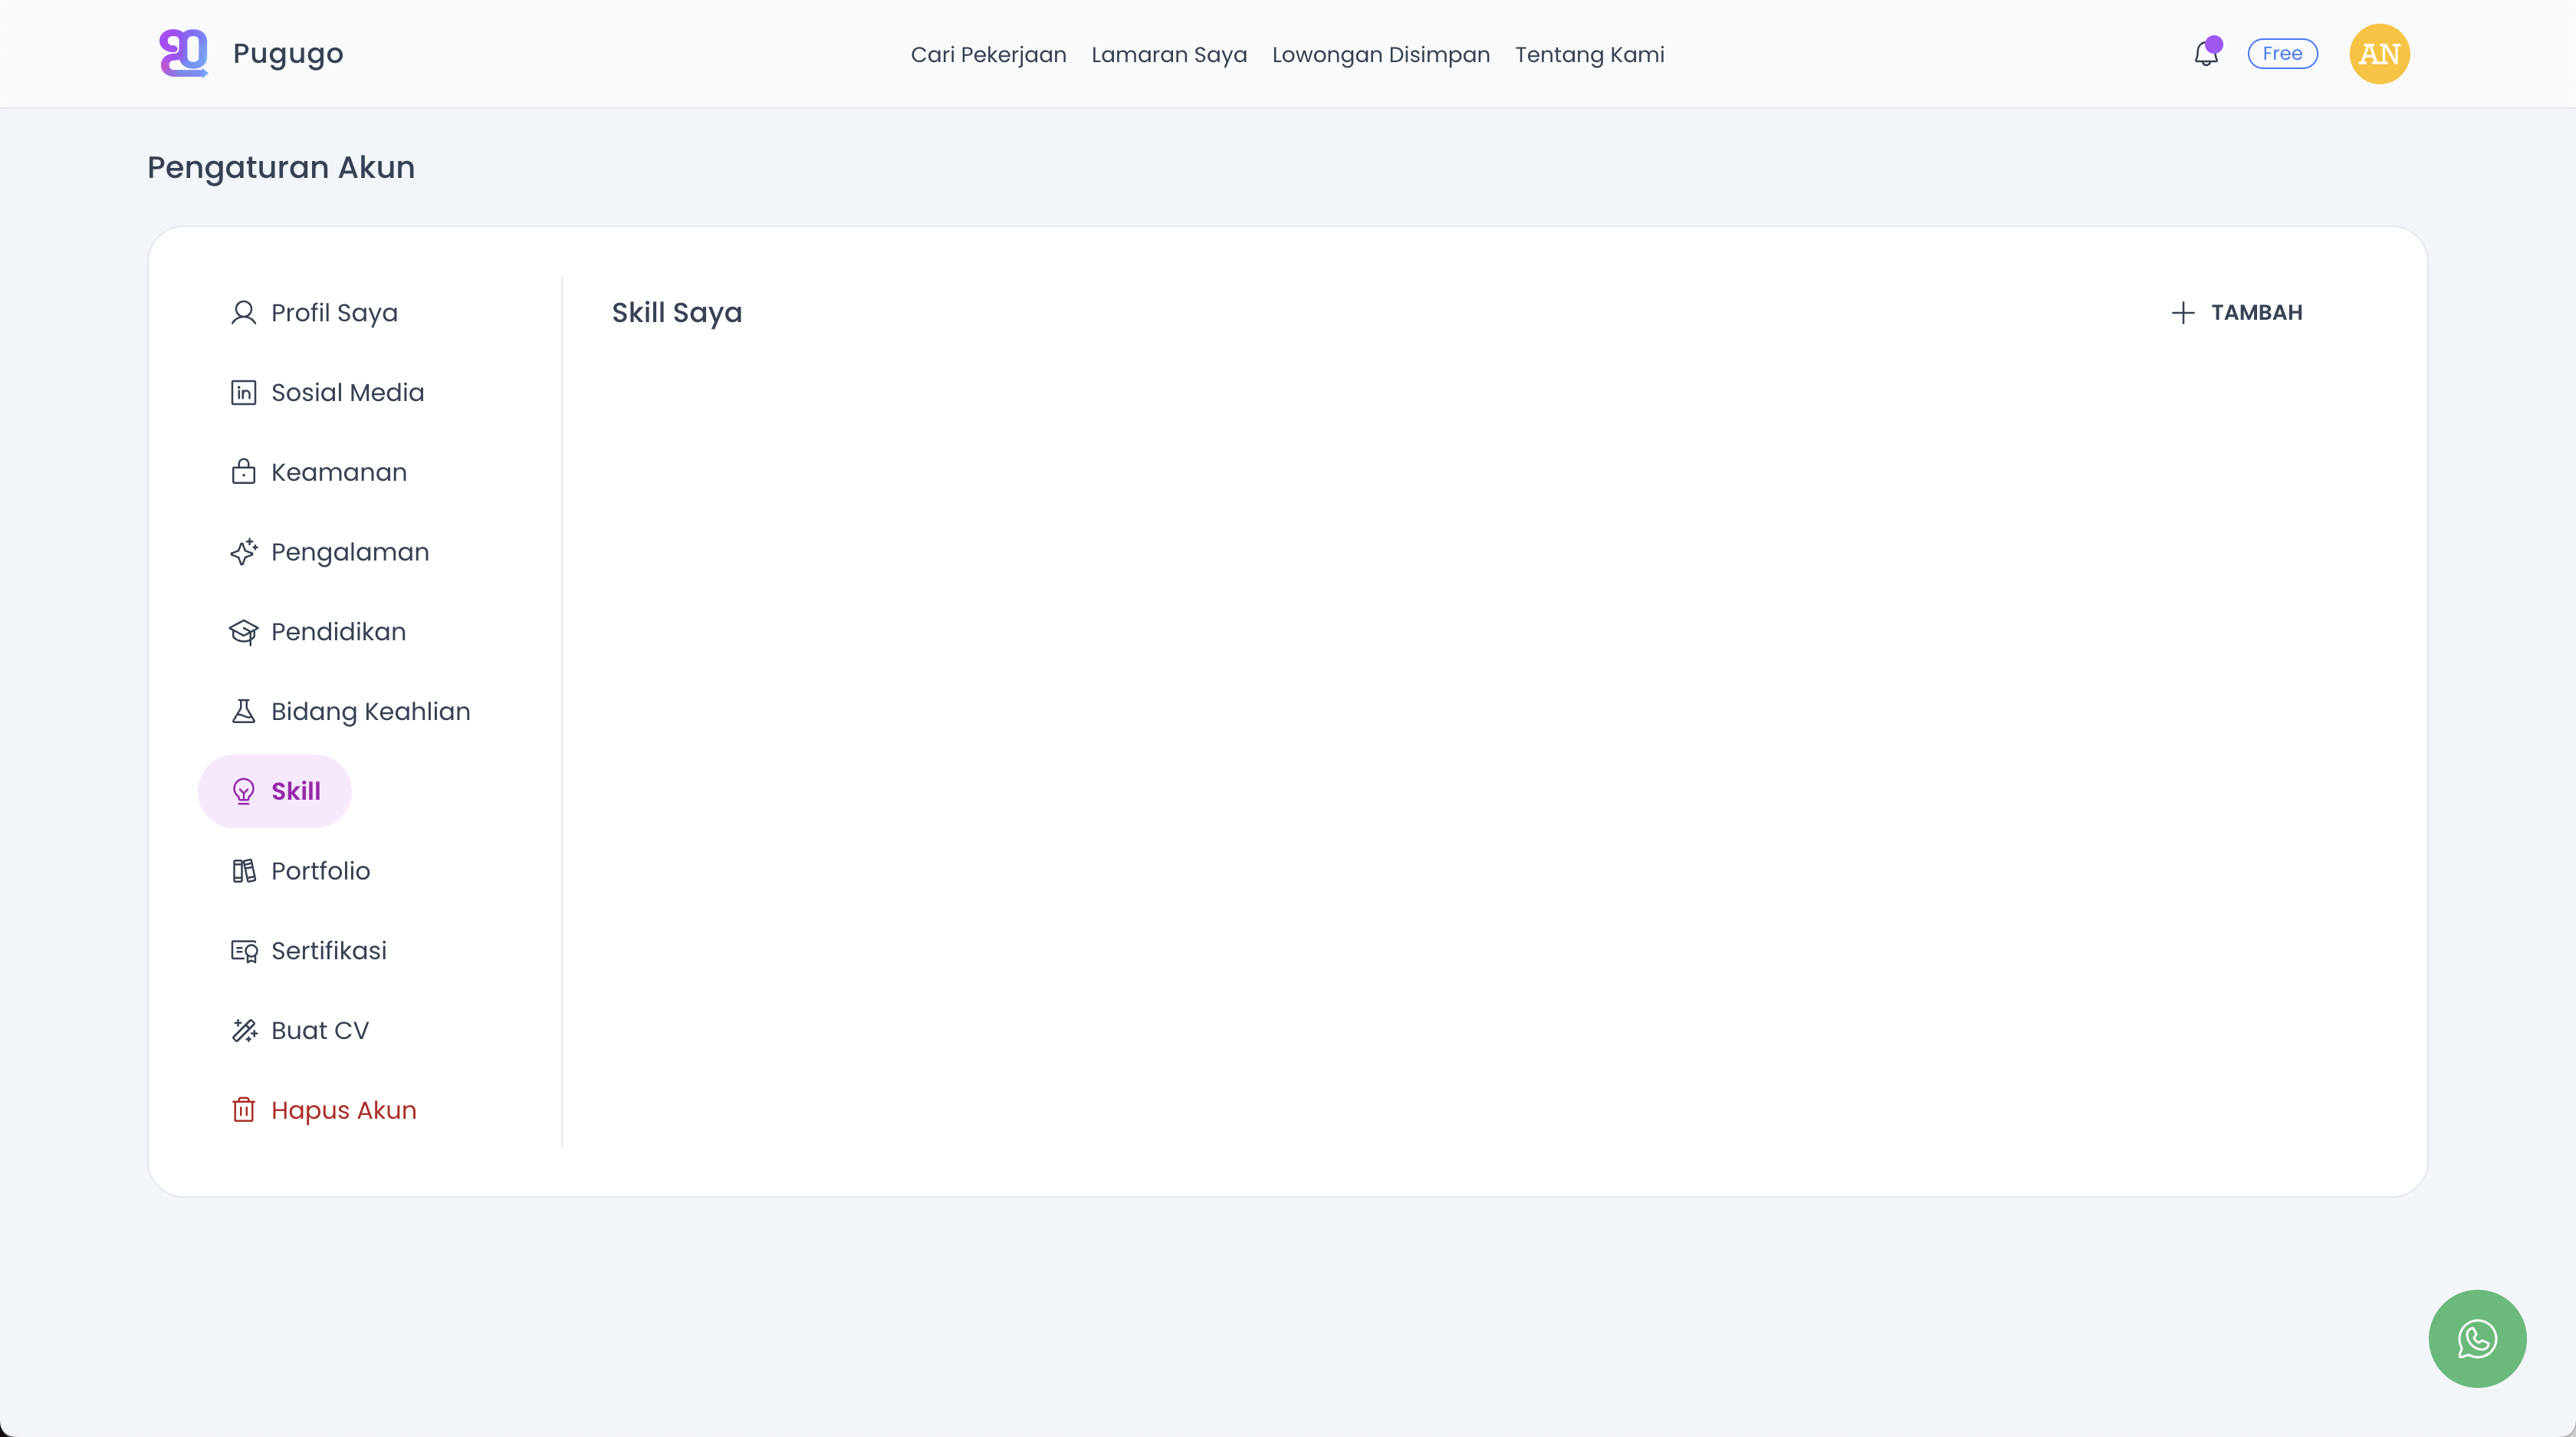 Pugugo
Cari Pekerjaan
Lamaran Saya
Lowongan Disimpan
Tentang Kami
Free
AN
Pengaturan Akun
Profil Saya
Sosial Media
Keamanan
Pengalaman
Pendidikan
Bidang Keahlian
Skill
Portfolio
Sertifikasi
Buat CV
Hapus Akun
Skill Saya
TAMBAH